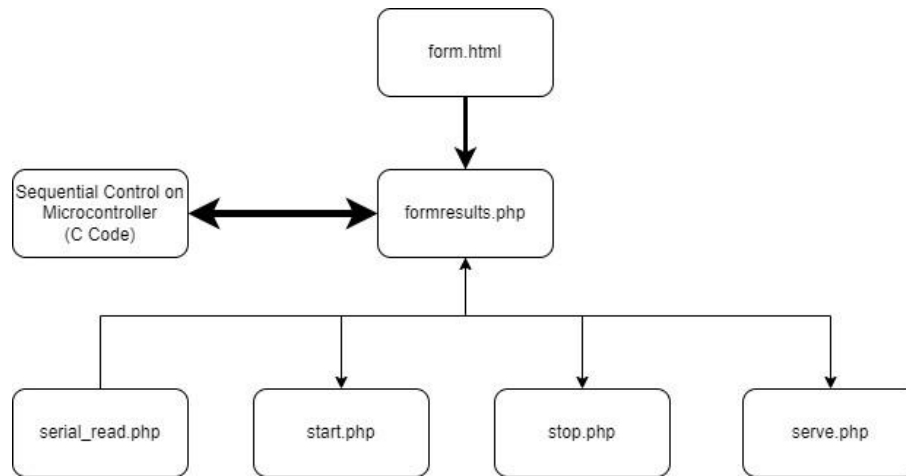 form.html
Sequential Control on
Microcontroller
(C Code)
formresults.php
serial_read.php
start.php
stop.php
serve.php